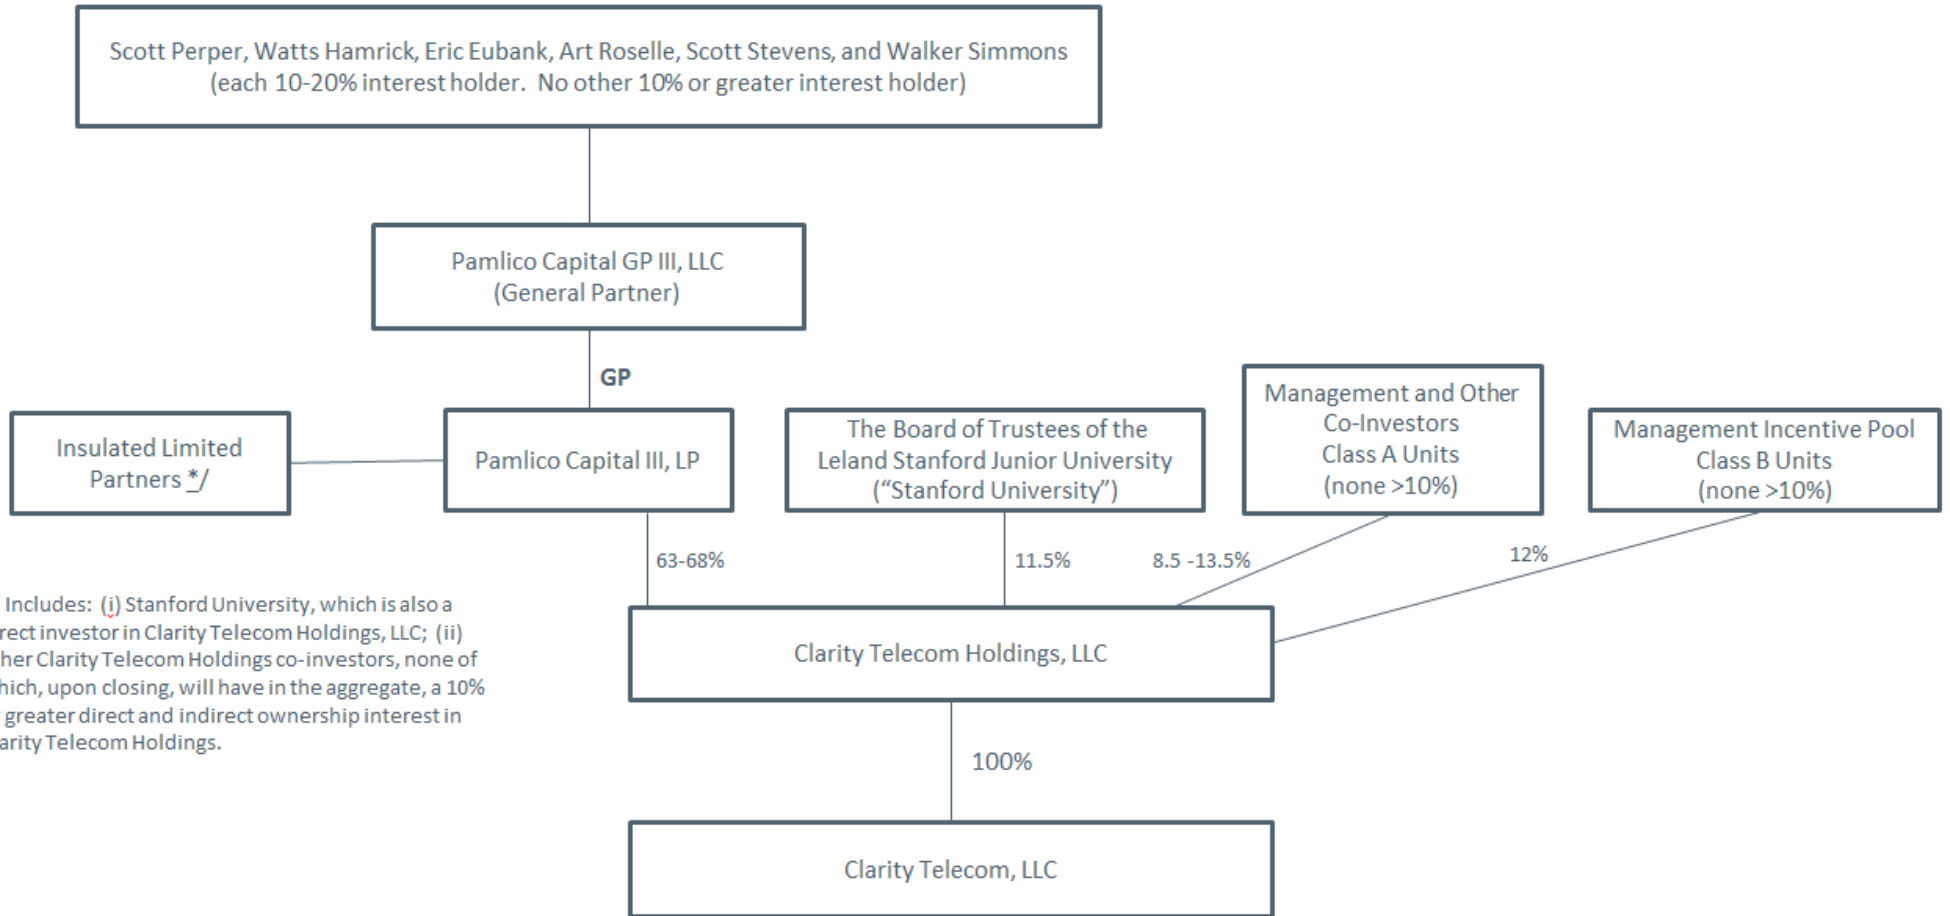 Scott Perper, Watts Hamrick, Eric Eubank, Art Roselle, Scott Stevens, and Walker Simmons
(each 10-20% interest holder.  No other 10% or greater interest holder)
Pamlico Capital GP III, LLC
(General Partner)
GP
Insulated Limited
Partners */
Pamlico Capital III, LP
The Board of Trustees of the
Leland Stanford Junior University
(“Stanford University”)
Management and Other
Co-Investors
Class A Units
(none >10%)
Management Incentive Pool
Class B Units
(none >10%)
63-68%
11.5%
8.5 -13.5%
12%
Includes:  (i) Stanford University, which is also a
rect investor in Clarity Telecom Holdings, LLC;  (ii)
her Clarity Telecom Holdings co-investors, none of
hich, upon closing, will have in the aggregate, a 10%
greater direct and indirect ownership interest in
arity Telecom Holdings.
Clarity Telecom Holdings, LLC
100%
Clarity Telecom, LLC